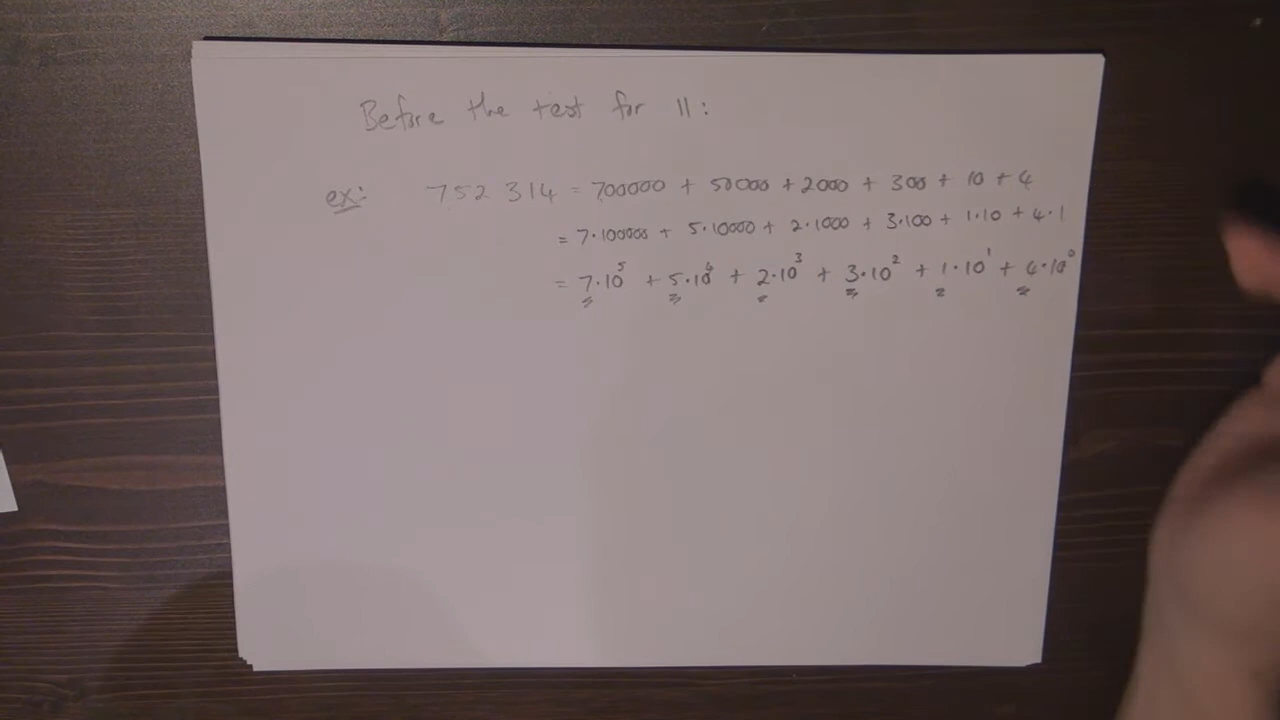 Before the test for 11:
ex: 752 314 = 700000 + 50000 + 2000 + 300 + 10 + 4
= 7·100000 + 5·10000 + 2·1000 + 3·100 + 1·10 + 4·1
= 7·10⁵ + 5·10⁴ + 2·10³ + 3·10² + 1·10¹ + 4·10⁰